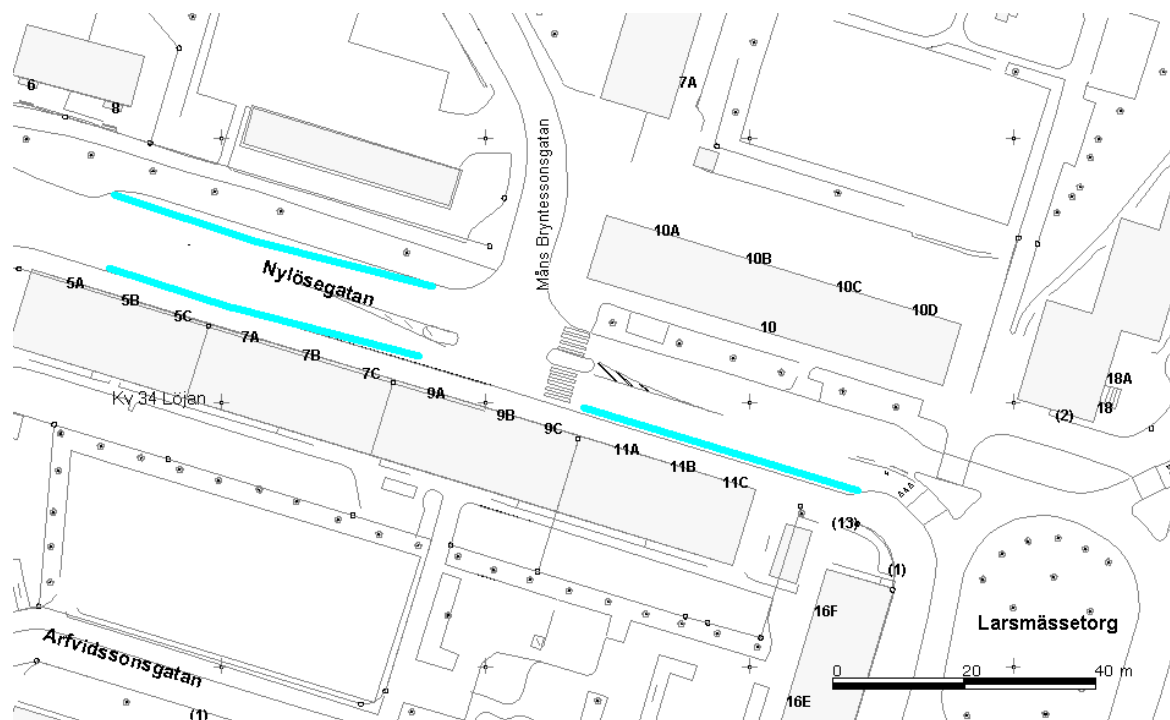 6
8
7A
Måns Bryntessonsgatan
10A
10B
10C
10D
Nylösegatan
5A
5B
5C
7A
7B
7C
9A
9B
9C
11A
11B
11C
10
18A
18
(2)
Kv 34 Löjan
(13)
(1)
16F
Larsmässetorg
Arfvidssonsgatan
0 20 40 m
16E
(1)